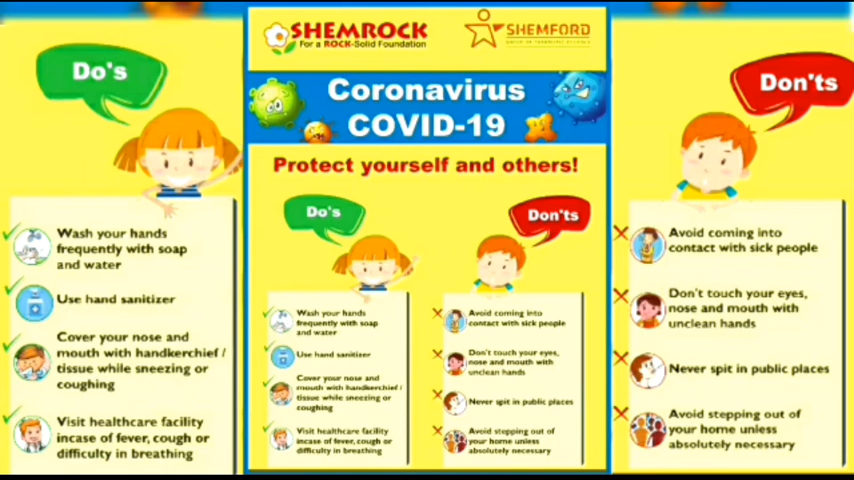 Do's
Wash your hands
frequently with soap
and water
Use hand sanitizer
Cover your nose and
mouth with handkerchief /
tissue while sneezing or
coughing
Visit healthcare facility
incase of fever, cough or
difficulty in breathing
SHEMROCK
For a ROCK-Solid Foundation
SHEMFORD
Coronavirus
COVID-19
Protect yourself and others!
Do's
Wash your hands
frequently with soap
and water
Use hand sanitizer
Cover your nose and
mouth with handkerchief /
tissue while sneezing or
coughing
Visit healthcare facility
incase of fever, cough or
difficulty in breathing
Don'ts
Avoid coming into
contact with sick people
Don't touch your eyes,
nose and mouth with
unclean hands
Never spit in public places
Avoid stepping out of
your home unless
absolutely necessary
Don'ts
Avoid coming into
contact with sick people
Don't touch your eyes,
nose and mouth with
unclean hands
Never spit in public places
Avoid stepping out of
your home unless
absolutely necessary